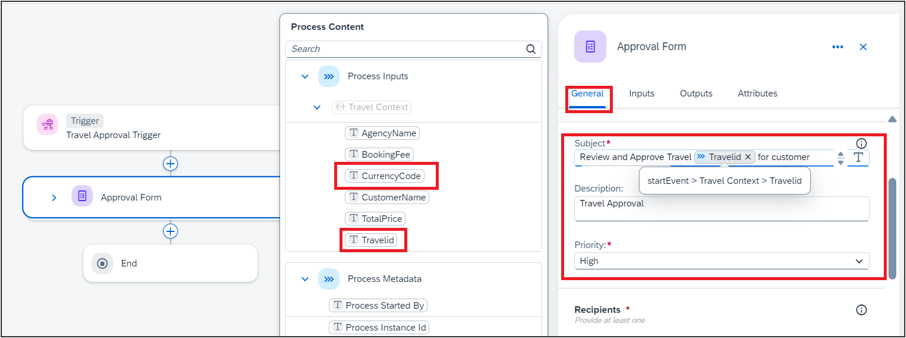 Trigger
Travel Approval Trigger
Approval Form
End
Process Content
Search
Process Inputs
Travel Context
AgencyName
BookingFee
CurrencyCode
CustomerName
TotalPrice
Travelid
Process Metadata
Process Started By
Process Instance Id
Approval Form
General Inputs Outputs Attributes
Subject*
Review and Approve Travel Travelid × for customer
startEvent > Travel Context > Travelid
Description:
Travel Approval
Priority:*
High
Recipients *
Provide at least one